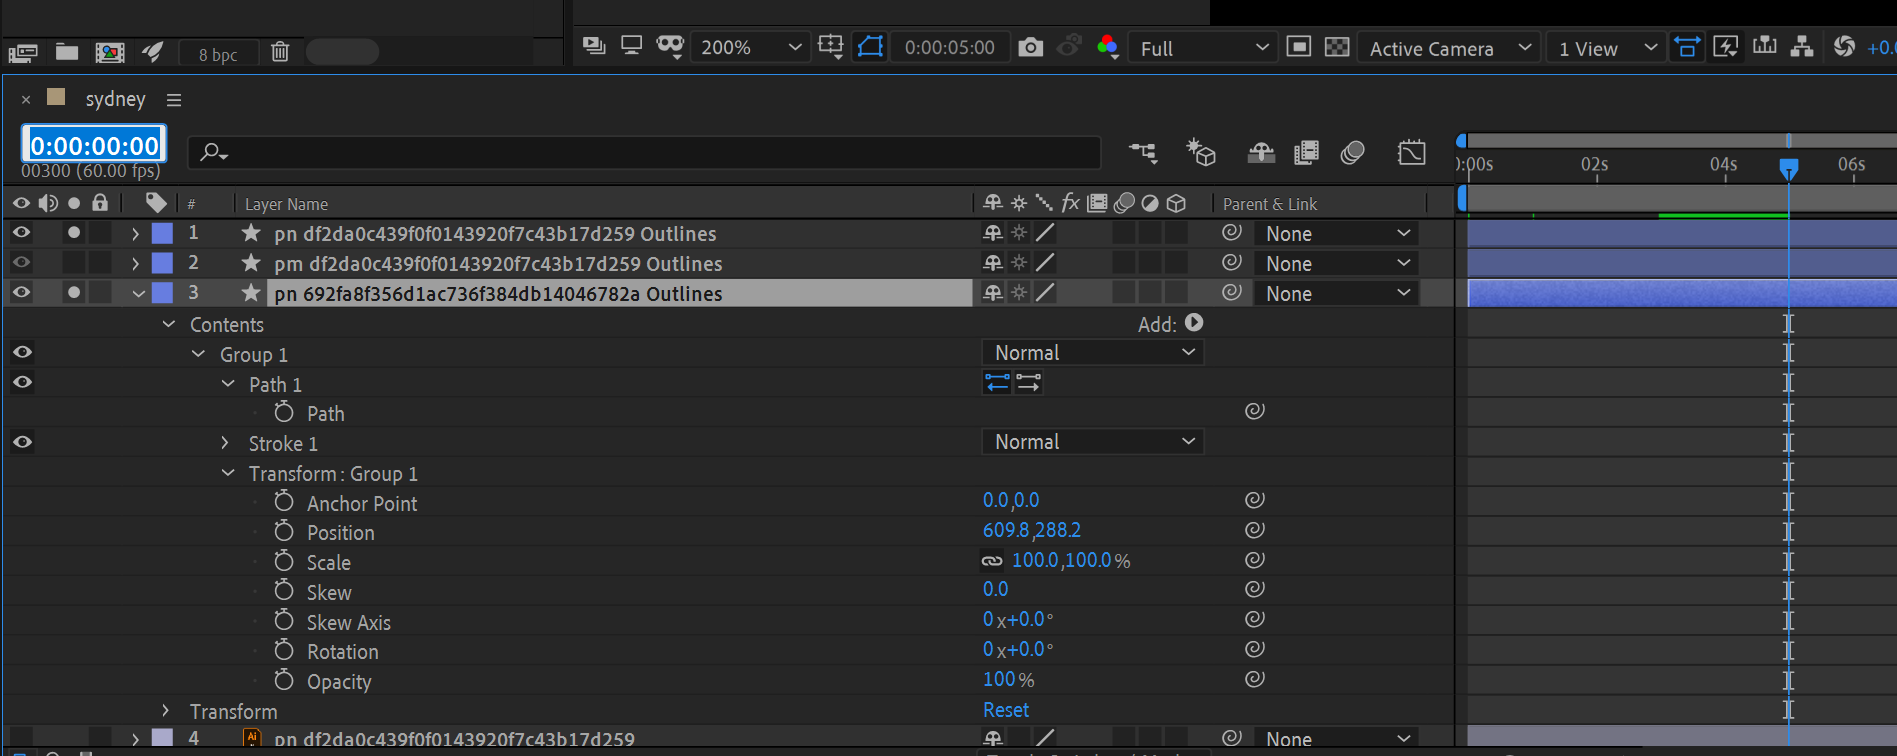 8 bpc
200%
0:00:05:00
Full
Active Camera
1 View
+0.0
sydney
0:00:00:00
00300 (60.00 fps)
0:00s 02s 04s 06s
# Layer Name Parent & Link
1 pn df2da0c439f0f0143920f7c43b17d259 Outlines None
2 pm df2da0c439f0f0143920f7c43b17d259 Outlines None
3 pn 692fa8f356d1ac736f384db14046782a Outlines None
Contents Add:
Group 1 Normal
Path 1
Path
Stroke 1 Normal
Transform: Group 1
Anchor Point 0.0,0.0
Position 609.8,288.2
Scale 100.0,100.0 %
Skew 0.0
Skew Axis 0 x+0.0°
Rotation 0 x+0.0°
Opacity 100 %
Transform Reset
4 Ai pn df2da0c439f0f0143920f7c43b17d259 None